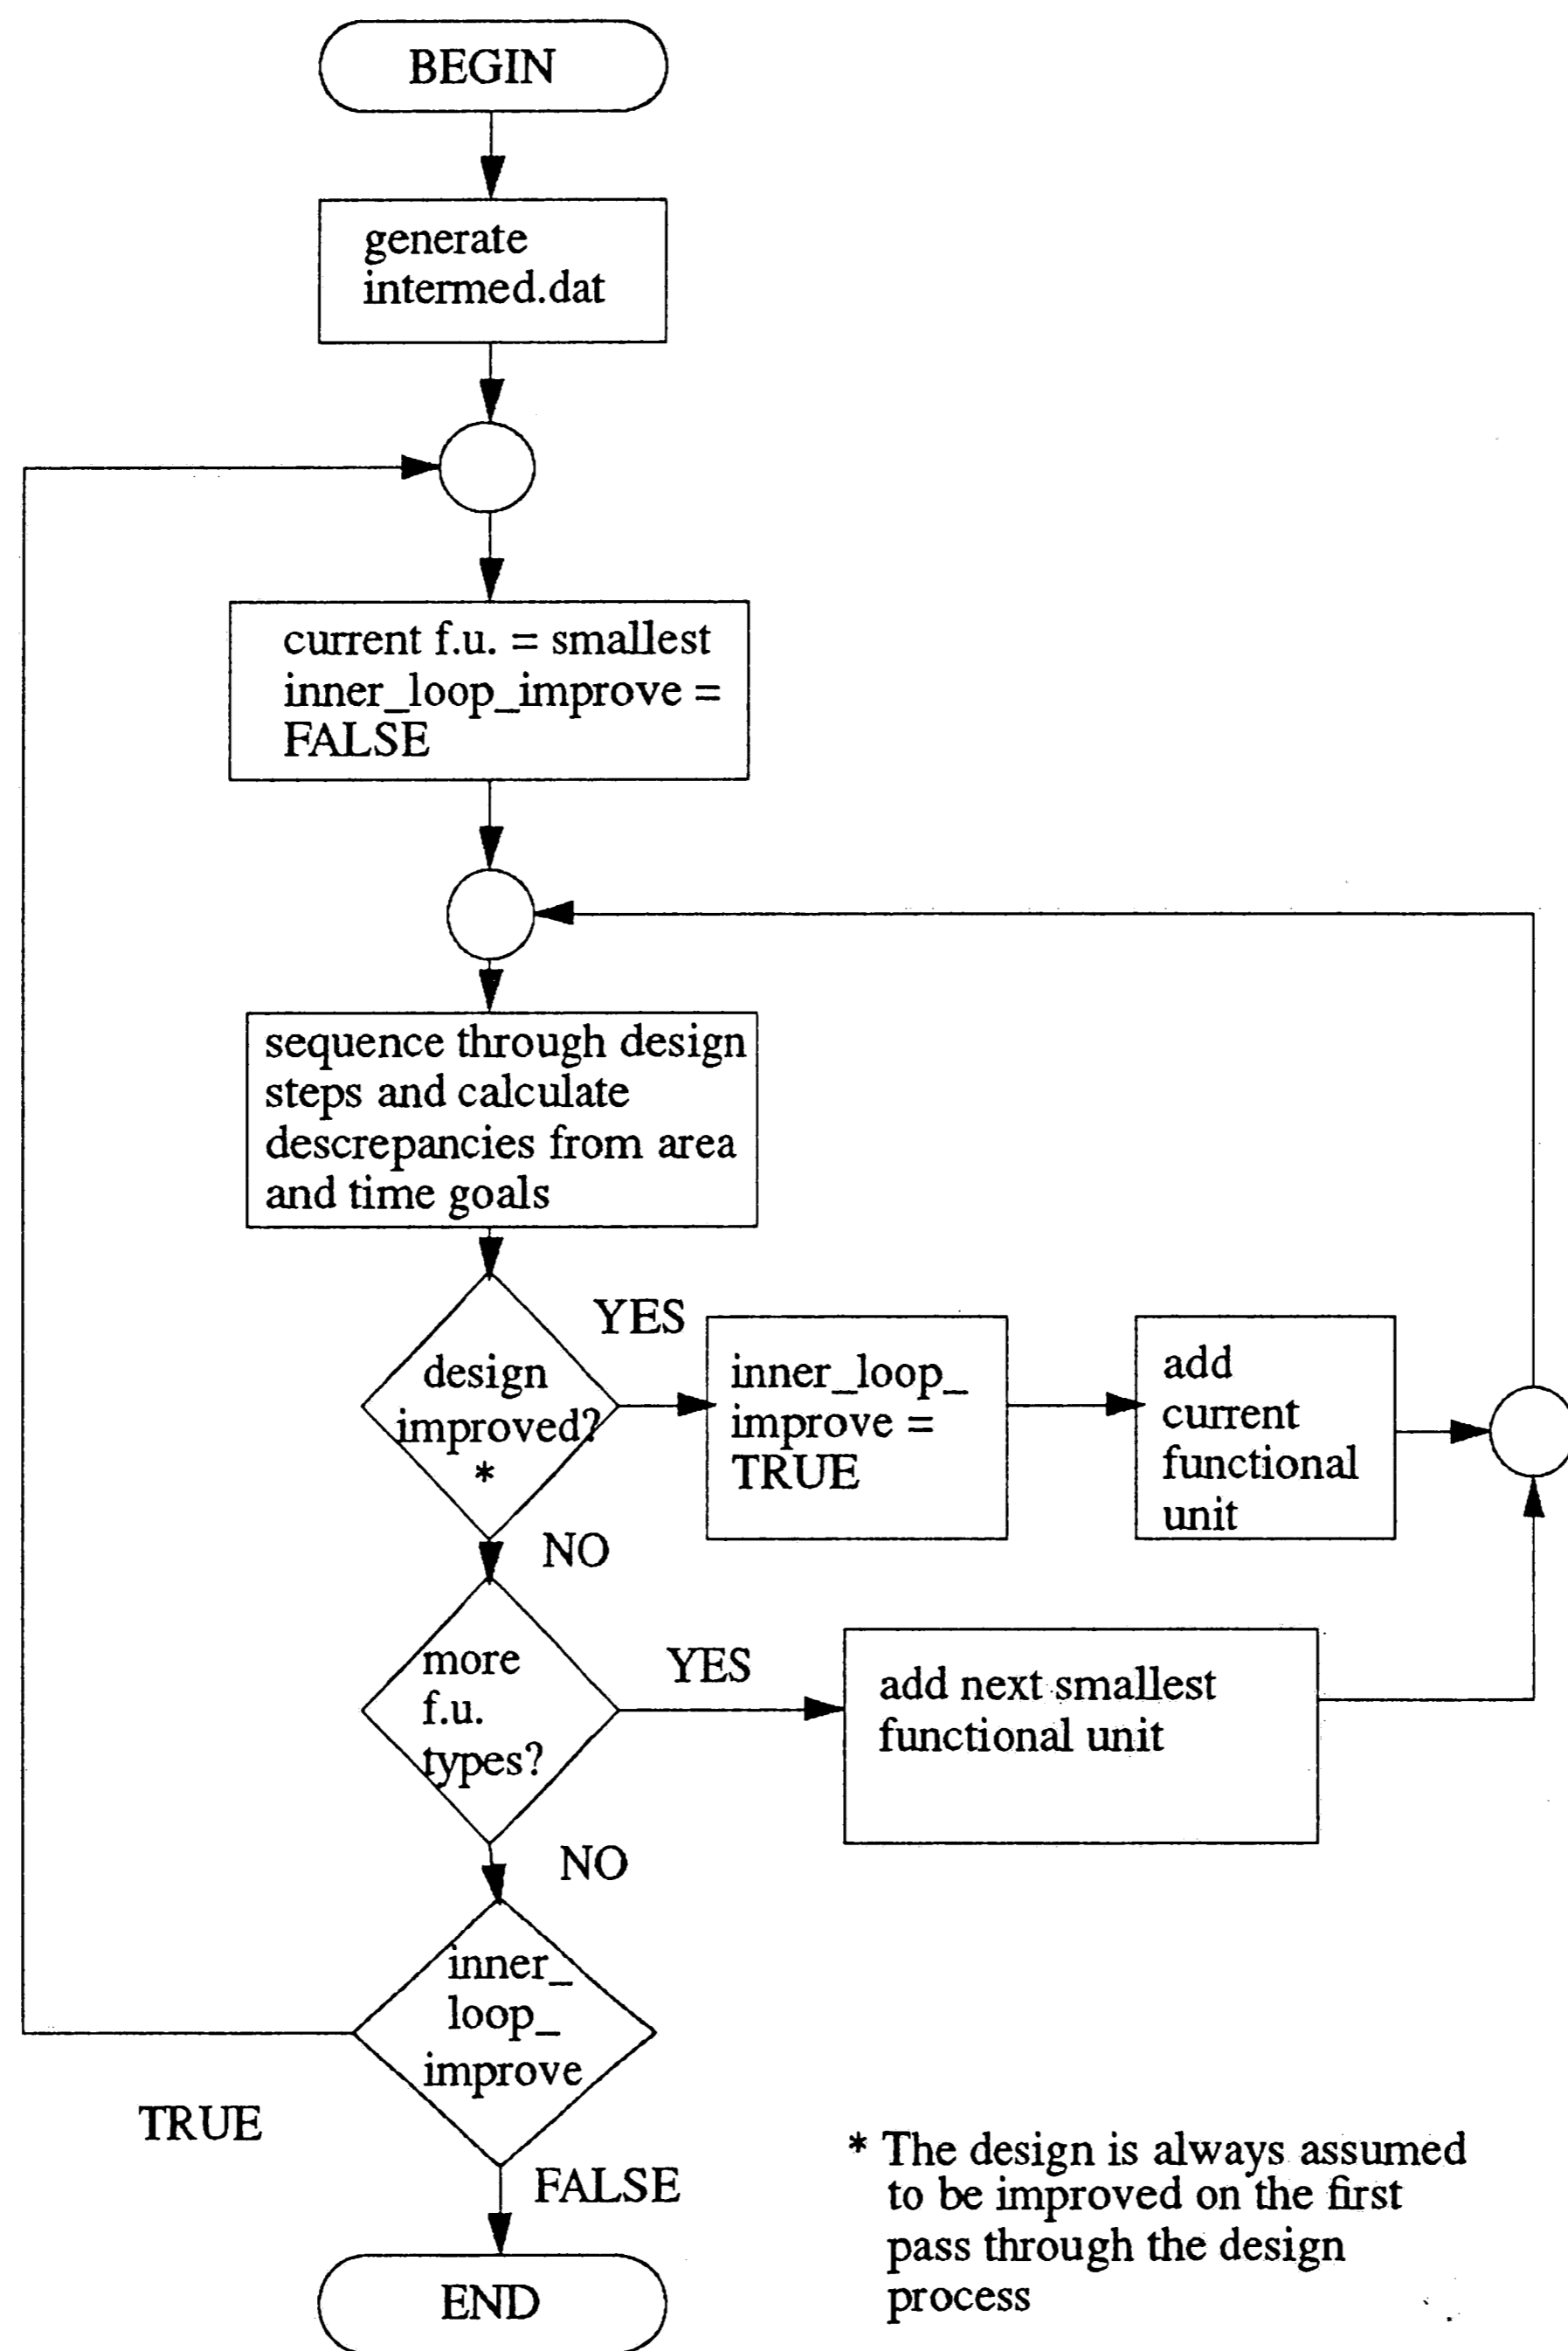 BEGIN
generate
intermed.dat
current f.u. = smallest
inner_loop_improve =
FALSE
sequence through design
steps and calculate
descrepancies from area
and time goals
design
improved?
*
YES
inner_loop_
improve =
TRUE
add
current
functional
unit
NO
more
f.u.
types?
YES
add next smallest
functional unit
NO
inner_
loop_
improve
TRUE
FALSE
END
* The design is always assumed
to be improved on the first
pass through the design
process